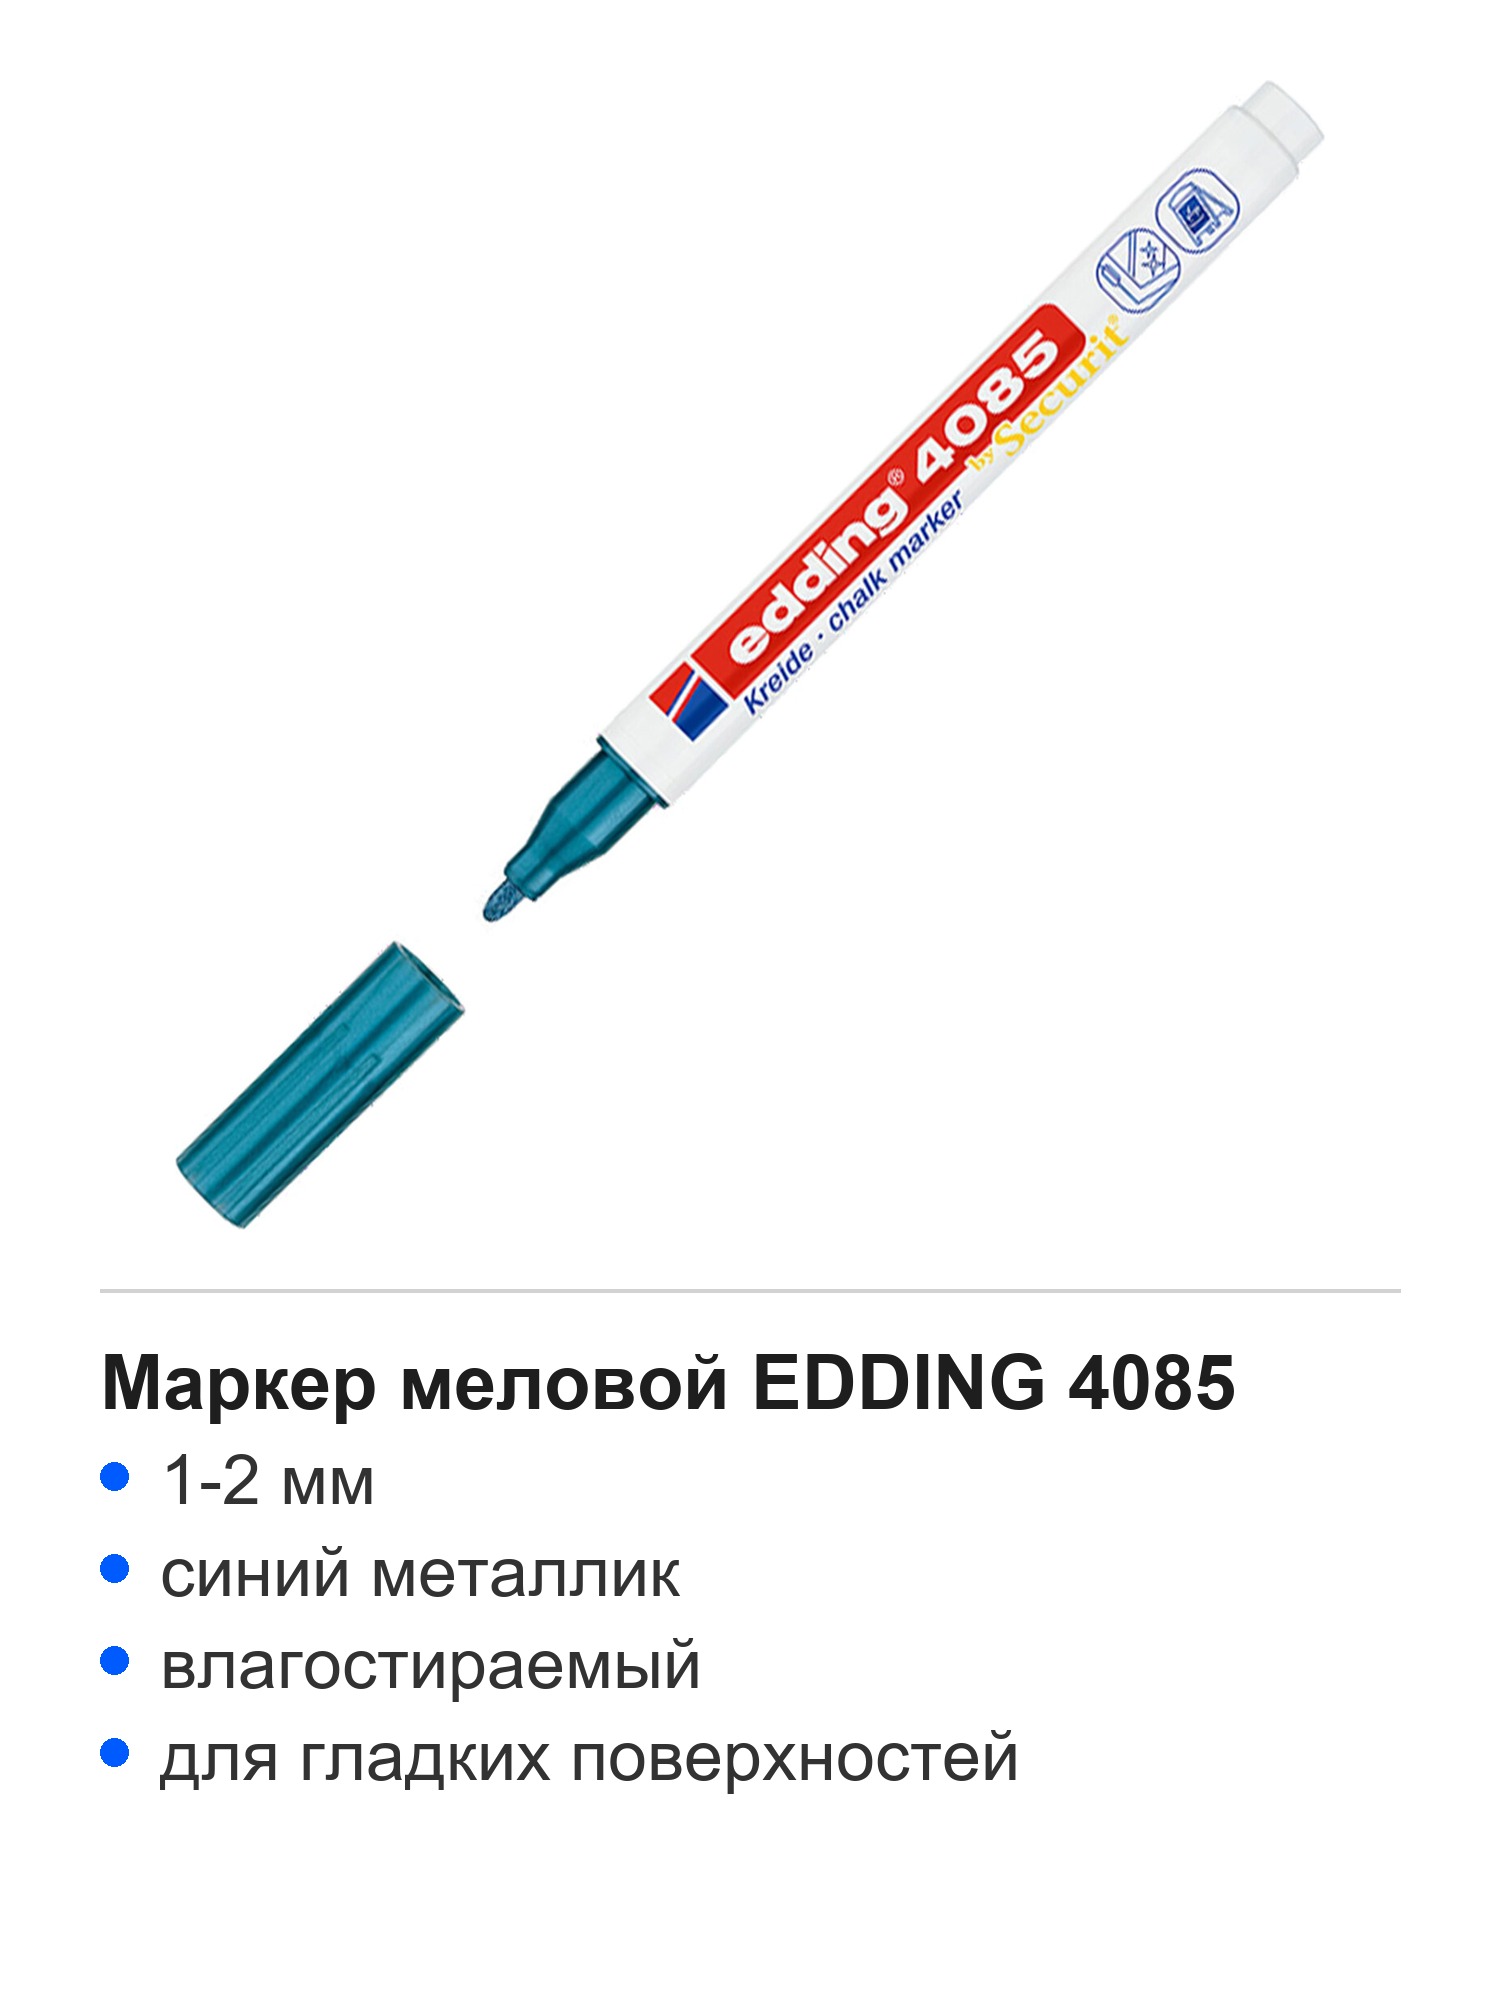 edding® 4085
by Securit®
Kreide · chalk marker
Маркер меловой EDDING 4085
1-2 мм
синий металлик
влагостираемый
для гладких поверхностей